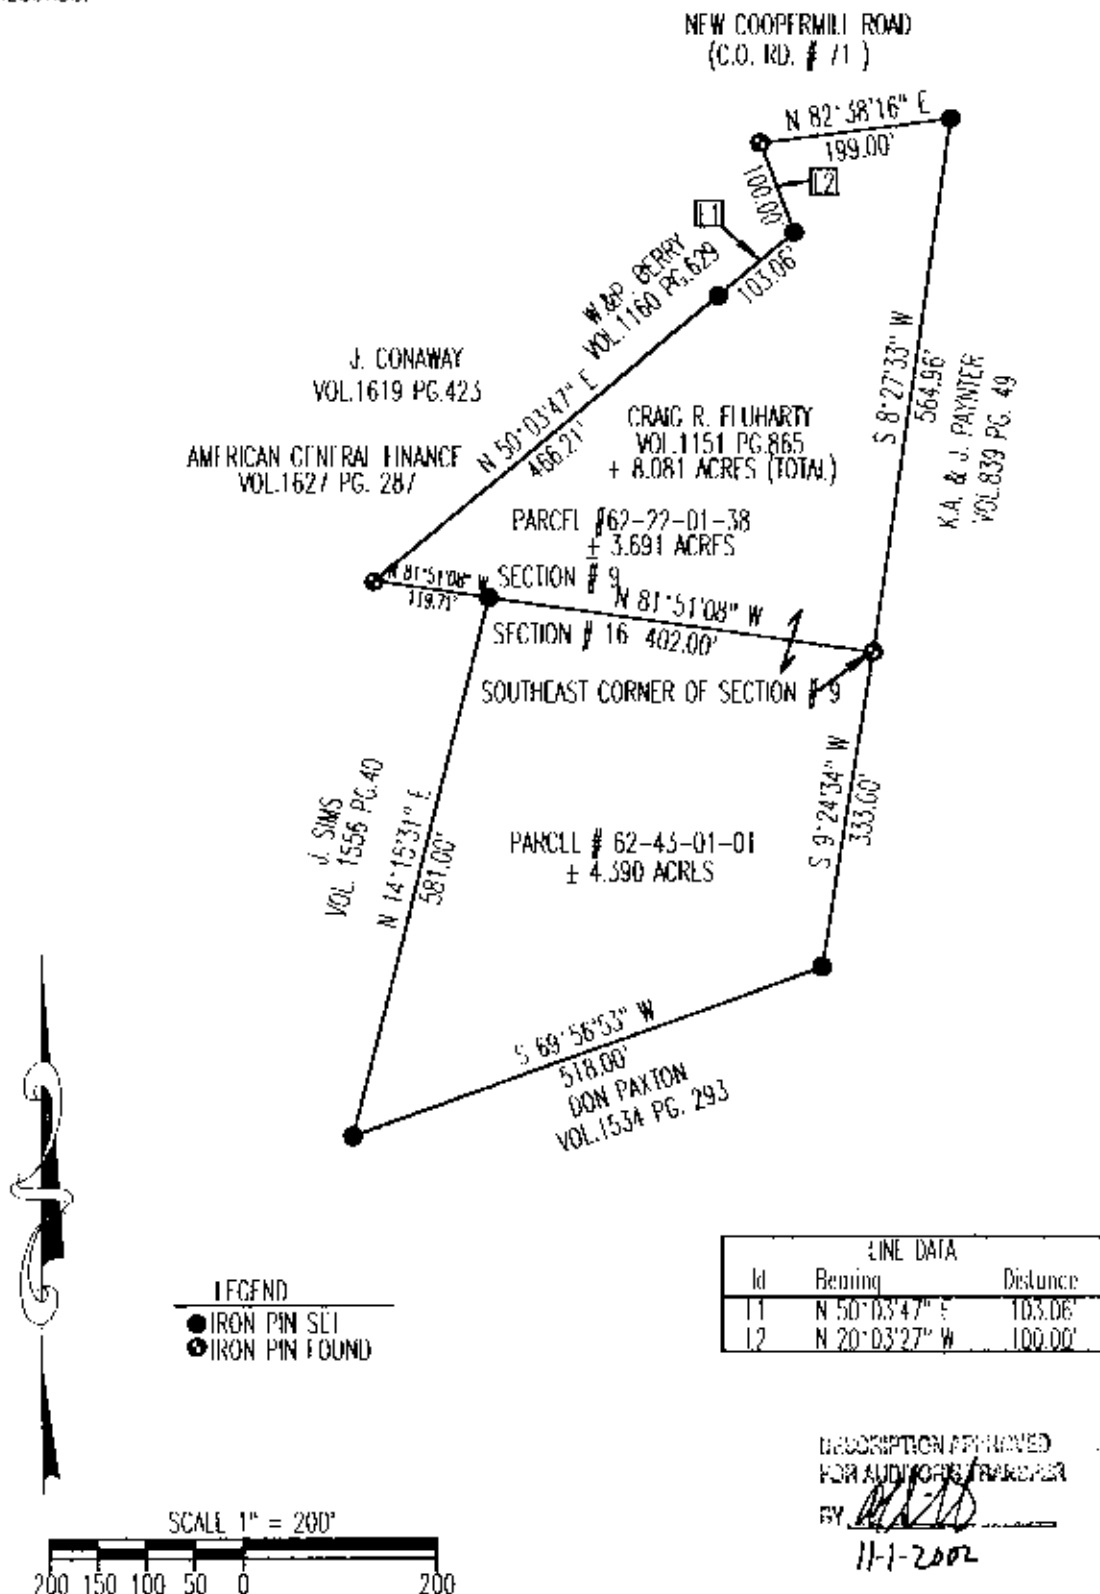 NEW COOPERMILL ROAD
(C.O. RD. # 71 )
N 82°38'16" E
199.00'
100.00'
L2
L1
103.06'
W.&P. BERRY
VOL.1160 PG.629
J. CONAWAY
VOL.1619 PG.423
N 50°03'47" E
466.21'
AMERICAN GENERAL FINANCE
VOL.1627 PG. 287
CRAIG R. FLUHARTY
VOL.1151 PG.865
± 8.081 ACRES (TOTAL)
S 8°27'33" W
564.96'
K.A. & J. PAYNTER
VOL.839 PG. 49
PARCEL #62-22-01-38
± 3.691 ACRES
N 81°51'08" W
119.71'
SECTION # 9
N 81°51'08" W
SECTION # 16 402.00'
SOUTHEAST CORNER OF SECTION # 9
S 9°24'34" W
333.00'
J. SIMS
VOL. 1556 PG.40
N 14°15'31" E
581.00'
PARCEL # 62-43-01-01
± 4.390 ACRES
S 69°56'53" W
518.00'
DON PAXTON
VOL.1534 PG. 293
LEGEND
IRON PIN SET
IRON PIN FOUND
LINE DATA
Id Bearing Distance
L1 N 50°03'47" E 103.06'
L2 N 20°03'27" W 100.00'
DESCRIPTION APPROVED
FOR AUDITOR'S TRANSFER
BY
11-1-2002
SCALE 1" = 200'
200 150 100 50 0 200